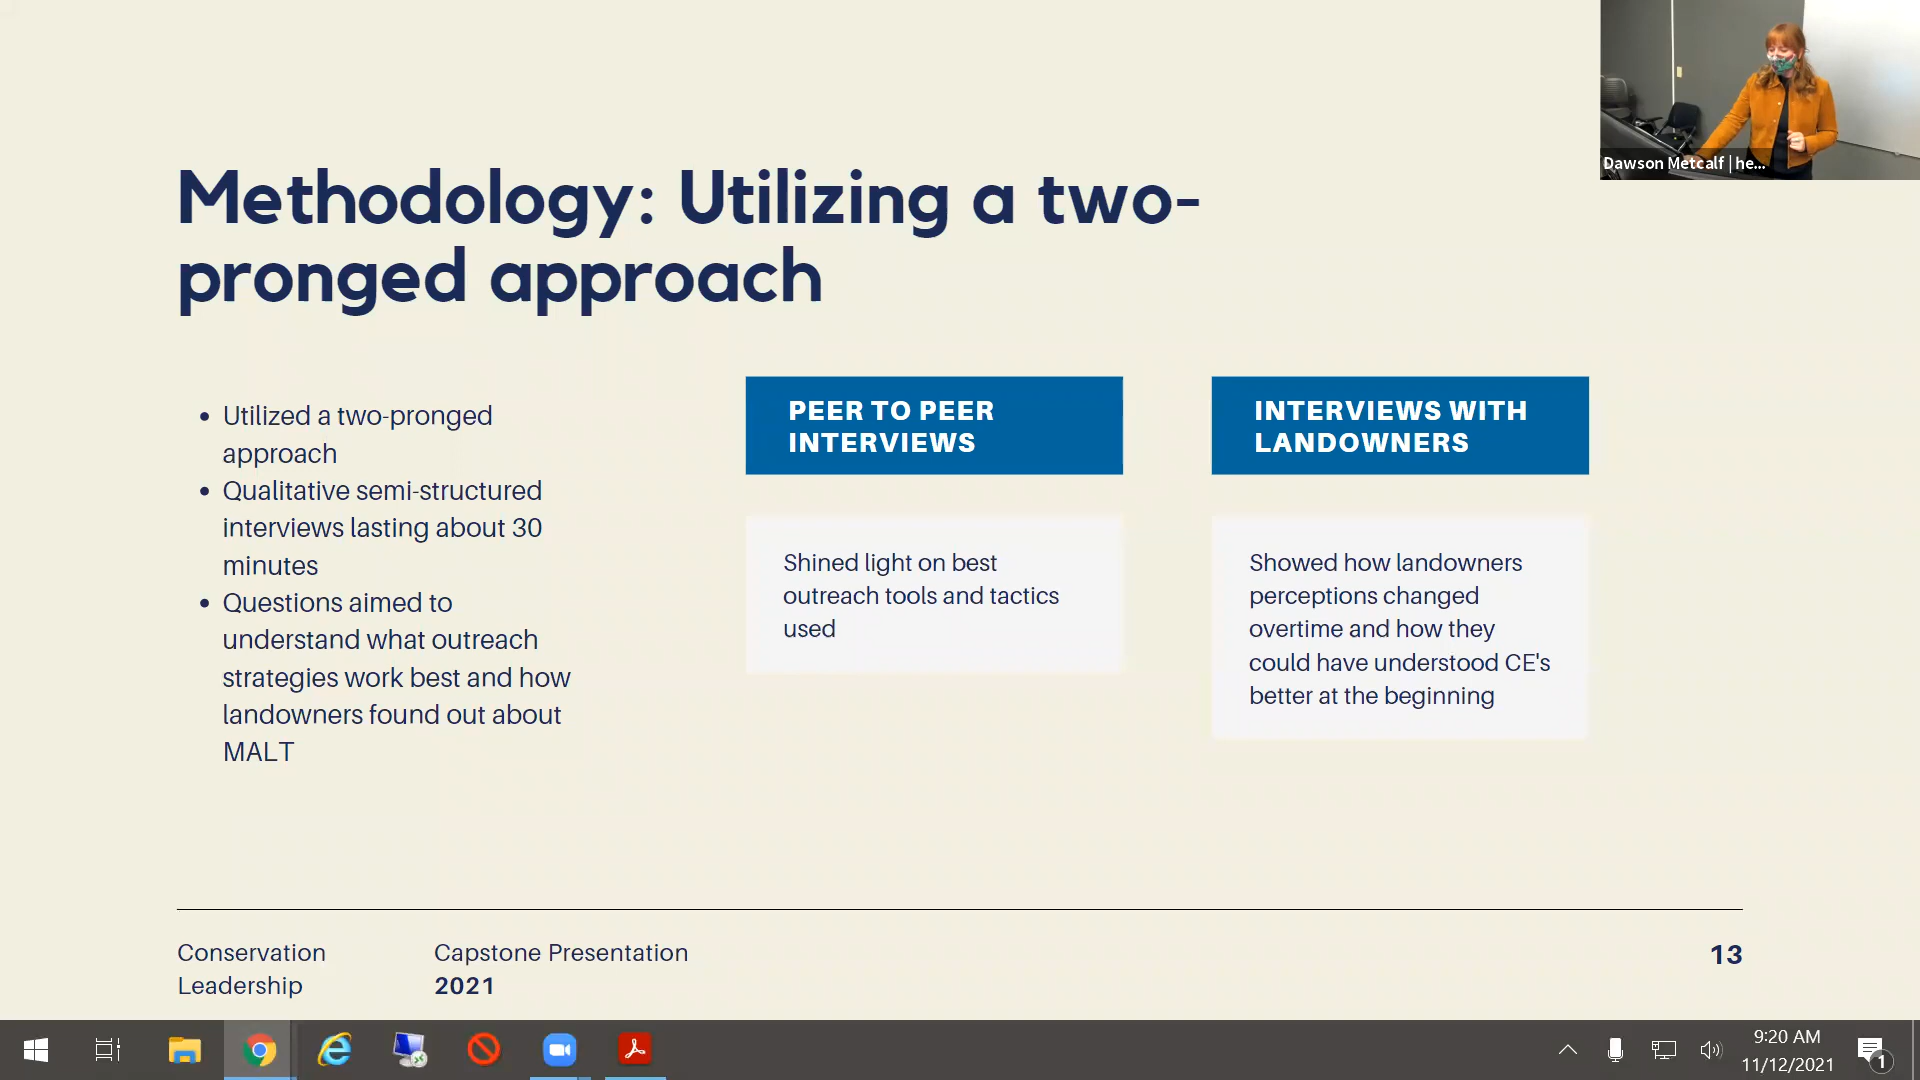 Dawson Metcalf | he...
Methodology: Utilizing a two-
pronged approach
• Utilized a two-pronged
approach
• Qualitative semi-structured
interviews lasting about 30
minutes
• Questions aimed to
understand what outreach
strategies work best and how
landowners found out about
MALT
PEER TO PEER
INTERVIEWS
Shined light on best
outreach tools and tactics
used
INTERVIEWS WITH
LANDOWNERS
Showed how landowners
perceptions changed
overtime and how they
could have understood CE's
better at the beginning
Conservation
Leadership
Capstone Presentation
2021
13
9:20 AM
11/12/2021
1